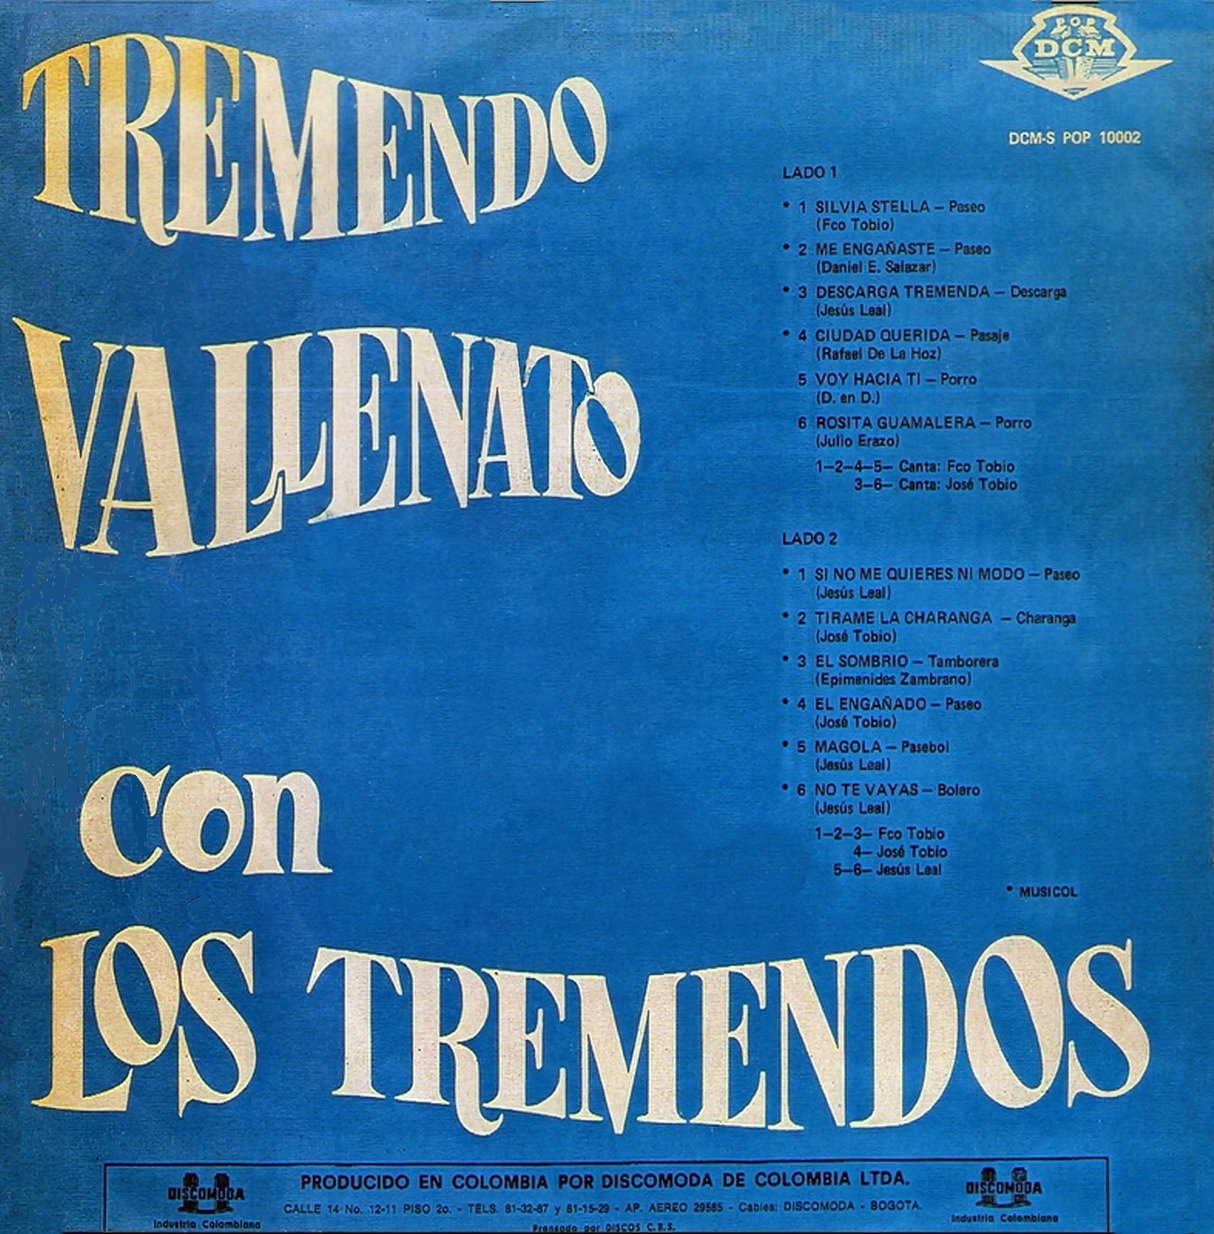 TREMENDO
VALLENATO
con
LOS TREMENDOS
POP
DCM
DCM-S POP 10002
LADO 1
* 1 SILVIA STELLA — Paseo
(Fco Tobio)
* 2 ME ENGAÑASTE — Paseo
(Daniel E. Salazar)
* 3 DESCARGA TREMENDA — Descarga
(Jesús Leal)
* 4 CIUDAD QUERIDA — Pasaje
(Rafael De La Hoz)
5 VOY HACIA TI — Porro
(D. en D.)
6 ROSITA GUAMALERA — Porro
(Julio Erazo)
1—2—4—5— Canta: Fco Tobio
3—6— Canta: José Tobio
LADO 2
* 1 SI NO ME QUIERES NI MODO — Paseo
(Jesús Leal)
* 2 TIRAME LA CHARANGA — Charanga
(José Tobio)
* 3 EL SOMBRIO — Tamborera
(Epimenides Zambrano)
* 4 EL ENGAÑADO — Paseo
(José Tobio)
* 5 MAGOLA — Pasebol
(Jesús Leal)
* 6 NO TE VAYAS — Bolero
(Jesús Leal)
1—2—3— Fco Tobio
4— José Tobio
5—6— Jesús Leal
* MUSICOL
DISCOMODA
Industria Colombiana
PRODUCIDO EN COLOMBIA POR DISCOMODA DE COLOMBIA LTDA.
CALLE 14 No. 12-11 PISO 2o. - TELS. 81-32-87 y 81-15-29 - AP. AEREO 29585 - Cables: DISCOMODA - BOGOTA.
Prensado por DISCOS C.B.S.
DISCOMODA
Industria Colombiana